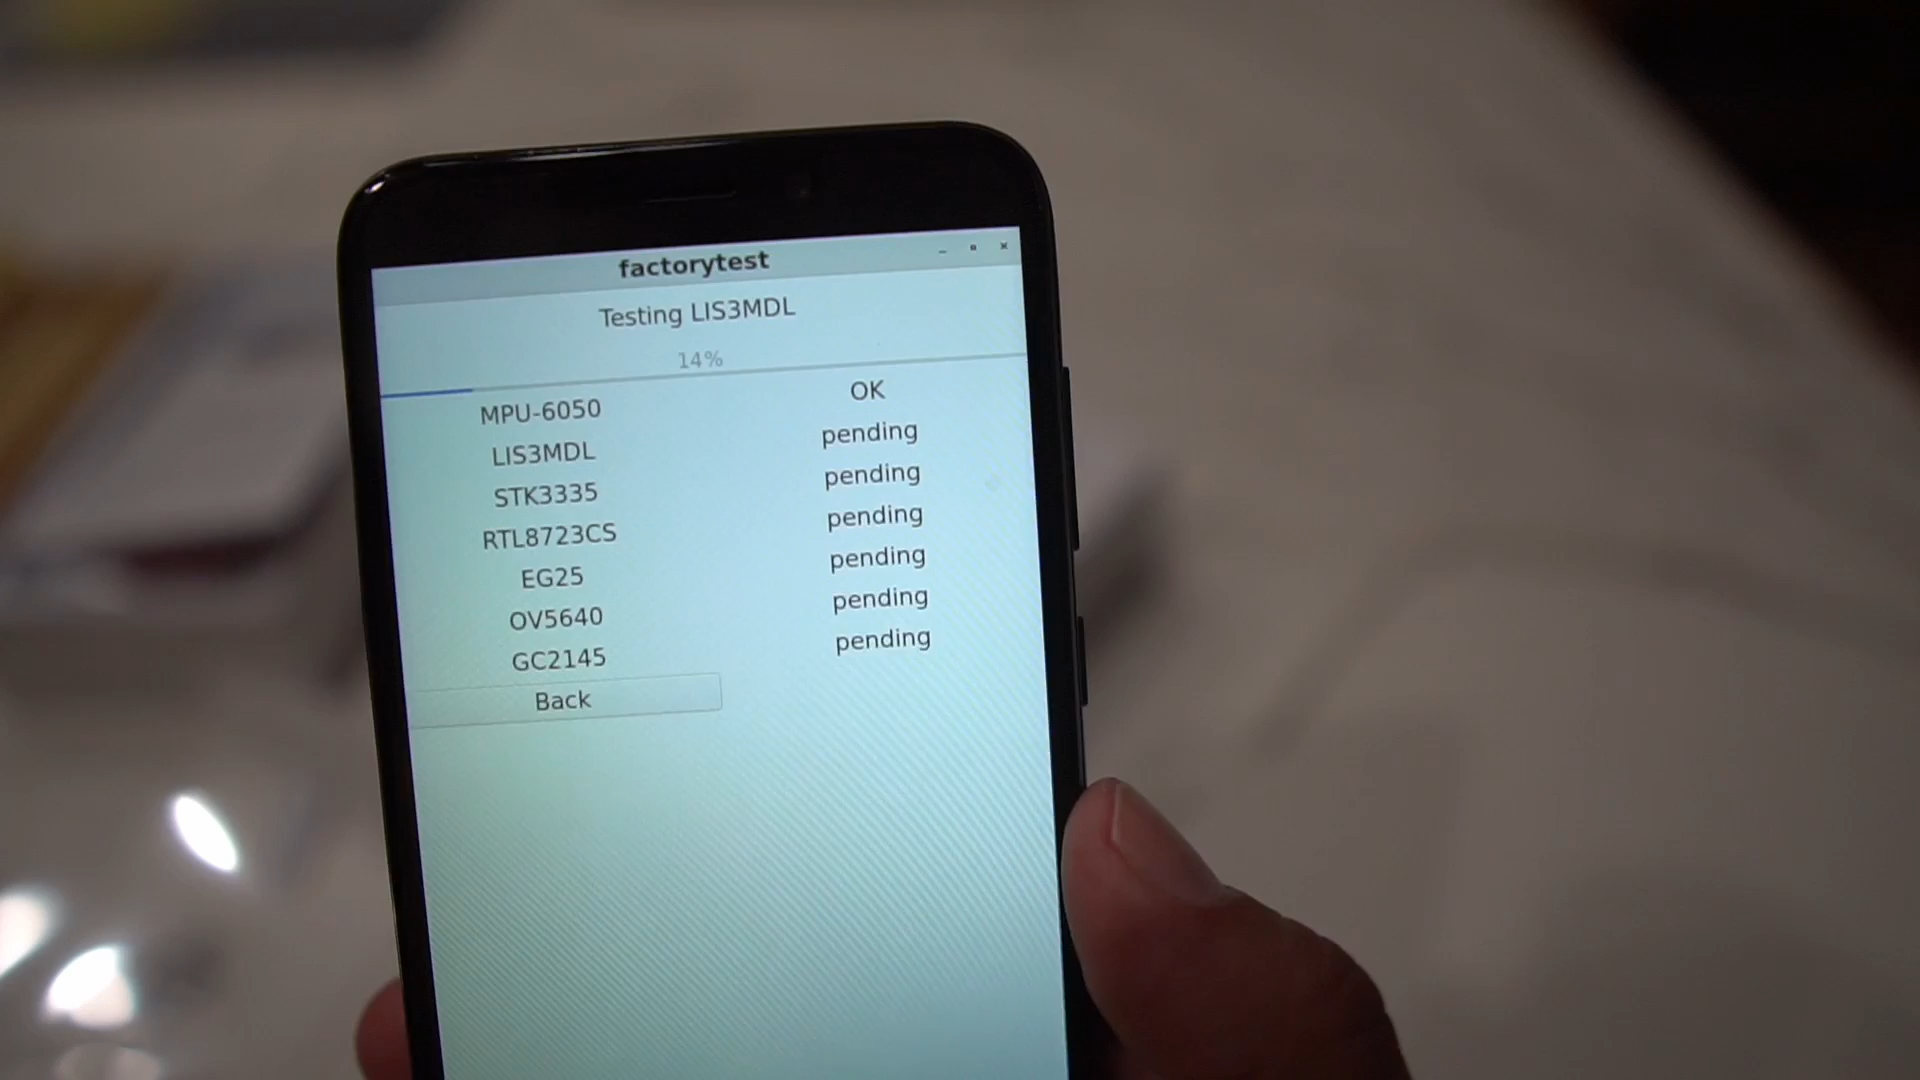 factorytest
Testing LIS3MDL
14%
MPU-6050 OK
LIS3MDL pending
STK3335 pending
RTL8723CS pending
EG25 pending
OV5640 pending
GC2145 pending
Back